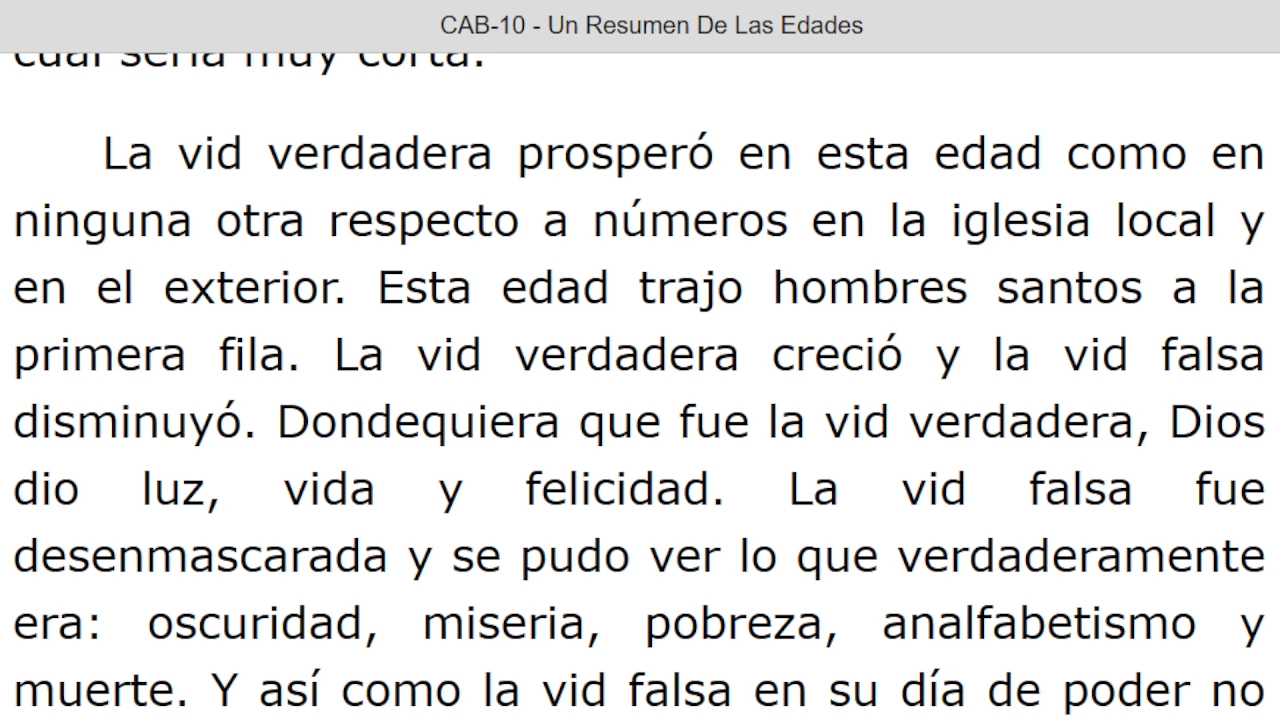 CAB-10 - Un Resumen De Las Edades
cual sería muy corta.
La vid verdadera prosperó en esta edad como en
ninguna otra respecto a números en la iglesia local y
en el exterior. Esta edad trajo hombres santos a la
primera fila. La vid verdadera creció y la vid falsa
disminuyó. Dondequiera que fue la vid verdadera, Dios
dio luz, vida y felicidad. La vid falsa fue
desenmascarada y se pudo ver lo que verdaderamente
era: oscuridad, miseria, pobreza, analfabetismo y
muerte. Y así como la vid falsa en su día de poder no